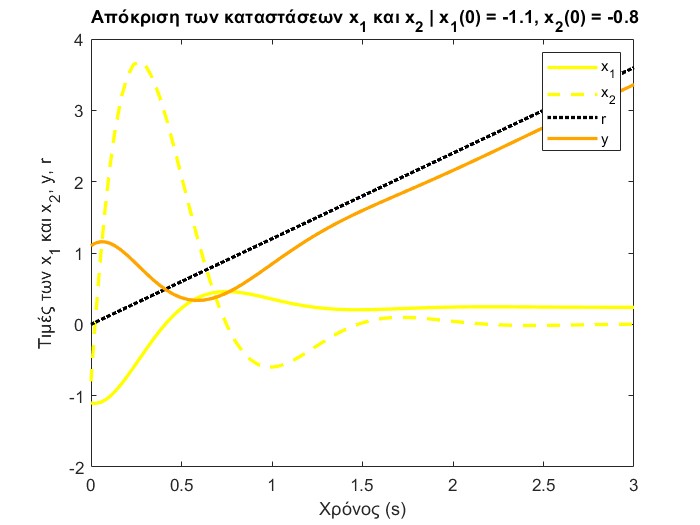 Απόκριση των καταστάσεων x₁ και x₂ | x₁(0) = -1.1, x₂(0) = -0.8
Τιμές των x₁ και x₂, y, r
4
3
2
1
0
-1
-2
x₁
x₂
r
y
0 0.5 1 1.5 2 2.5 3
Χρόνος (s)